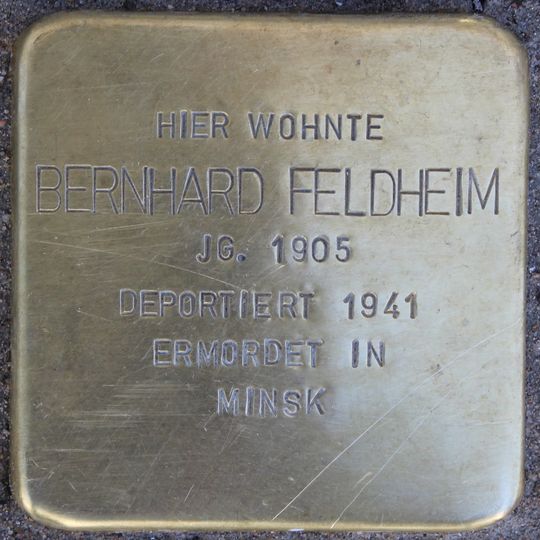 HIER WOHNTE
BERNHARD FELDHEIM
JG. 1905
DEPORTIERT 1941
ERMORDET IN
MINSK